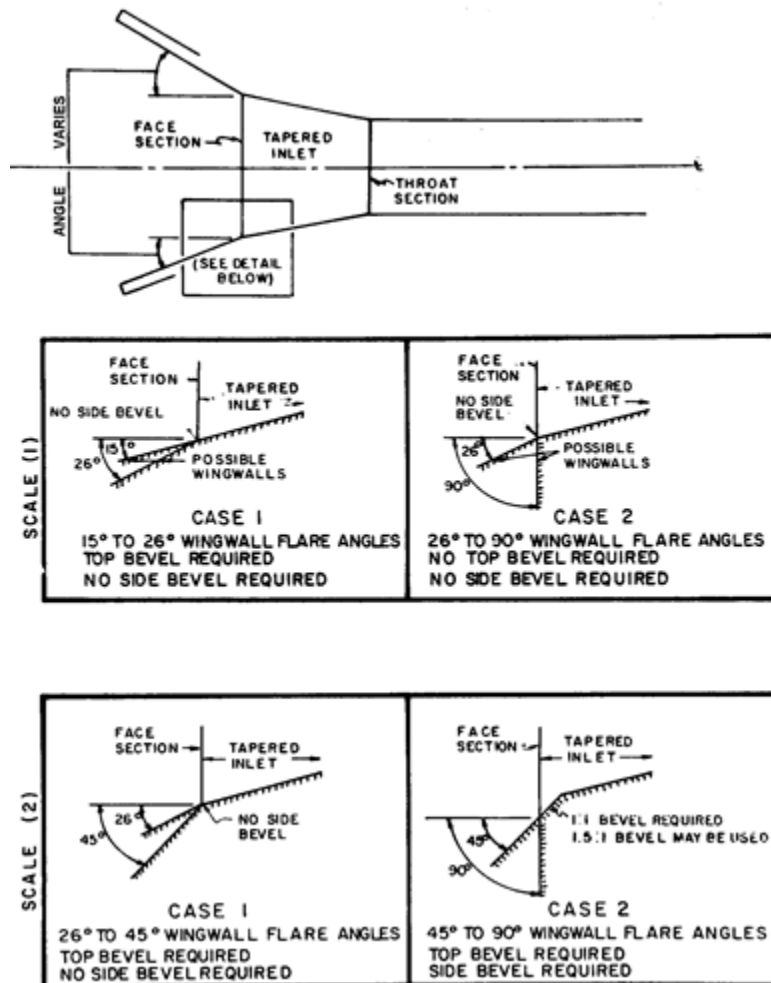 ANGLE VARIES
FACE
SECTION
TAPERED
INLET
THROAT
SECTION
(SEE DETAIL
BELOW)
SCALE (1)
FACE
SECTION
TAPERED
INLET
NO SIDE BEVEL
15°
26°
POSSIBLE
WINGWALLS
CASE 1
15° TO 26° WINGWALL FLARE ANGLES
TOP BEVEL REQUIRED
NO SIDE BEVEL REQUIRED
FACE
SECTION
TAPERED
INLET
NO SIDE
BEVEL
26°
90°
POSSIBLE
WINGWALLS
CASE 2
26° TO 90° WINGWALL FLARE ANGLES
NO TOP BEVEL REQUIRED
NO SIDE BEVEL REQUIRED
SCALE (2)
FACE
SECTION
TAPERED
INLET
26°
45°
NO SIDE
BEVEL
CASE 1
26° TO 45° WINGWALL FLARE ANGLES
TOP BEVEL REQUIRED
NO SIDE BEVEL REQUIRED
FACE
SECTION
TAPERED
INLET
1:1 BEVEL REQUIRED
1.5:1 BEVEL MAY BE USED
45°
90°
CASE 2
45° TO 90° WINGWALL FLARE ANGLES
TOP BEVEL REQUIRED
SIDE BEVEL REQUIRED